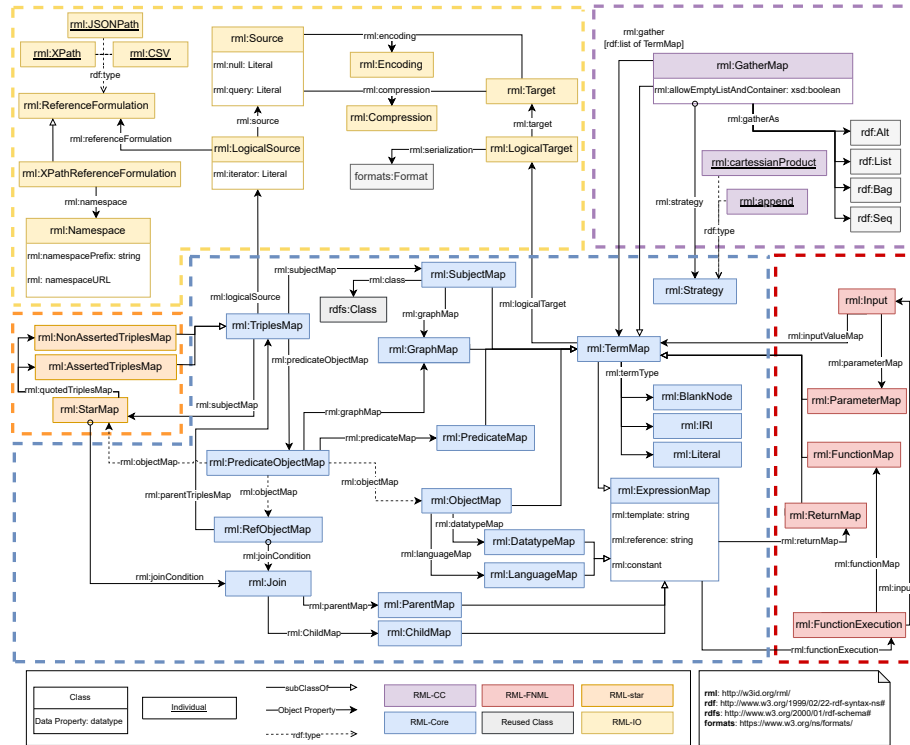 rml:JSONPath
rml:XPath
rml:CSV
rdf:type
rml:ReferenceFormulation
rml:referenceFormulation
rml:XPathReferenceFormulation
rml:namespace
rml:Namespace
rml:namespacePrefix: string
rml: namespaceURL
rml:Source
rml:null: Literal
rml:query: Literal
rml:source
rml:LogicalSource
rml:iterator: Literal
rml:logicalSource
rml:encoding
rml:Encoding
rml:compression
rml:Compression
rml:Target
rml:target
rml:LogicalTarget
rml:serialization
formats:Format
rml:logicalTarget
rml:gather
[rdf:list of TermMap]
rml:GatherMap
rml:allowEmptyListAndContainer: xsd:boolean
rml:gatherAs
rdf:Alt
rdf:List
rdf:Bag
rdf:Seq
rml:cartessianProduct
rml:append
rml:strategy
rdf:type
rml:Strategy
rml:NonAssertedTriplesMap
rml:AssertedTriplesMap
rml:quotedTriplesMap
rml:StarMap
rml:TriplesMap
rml:subjectMap
rml:SubjectMap
rml:class
rdfs:Class
rml:graphMap
rml:GraphMap
rml:predicateObjectMap
rml:subjectMap
rml:graphMap
rml:predicateMap
rml:PredicateMap
rml:objectMap
rml:PredicateObjectMap
rml:objectMap
rml:objectMap
rml:parentTriplesMap
rml:ObjectMap
rml:RefObjectMap
rml:datatypeMap
rml:DatatypeMap
rml:languageMap
rml:LanguageMap
rml:joinCondition
rml:joinCondition
rml:Join
rml:parentMap
rml:ParentMap
rml:ChildMap
rml:ChildMap
rml:TermMap
rml:termType
rml:BlankNode
rml:IRI
rml:Literal
rml:ExpressionMap
rml:template: string
rml:reference: string
rml:constant
rml:Input
rml:inputValueMap
rml:parameterMap
rml:ParameterMap
rml:FunctionMap
rml:ReturnMap
rml:returnMap
rml:functionMap
rml:input
rml:FunctionExecution
rml:functionExecution
Class
Data Property: datatype
Individual
subClassOf
Object Property
rdf:type
RML-CC
RML-FNML
RML-star
RML-Core
Reused Class
RML-IO
rml: http://w3id.org/rml/
rdf: http://www.w3.org/1999/02/22-rdf-syntax-ns#
rdfs: http://www.w3.org/2000/01/rdf-schema#
formats: https://www.w3.org/ns/formats/